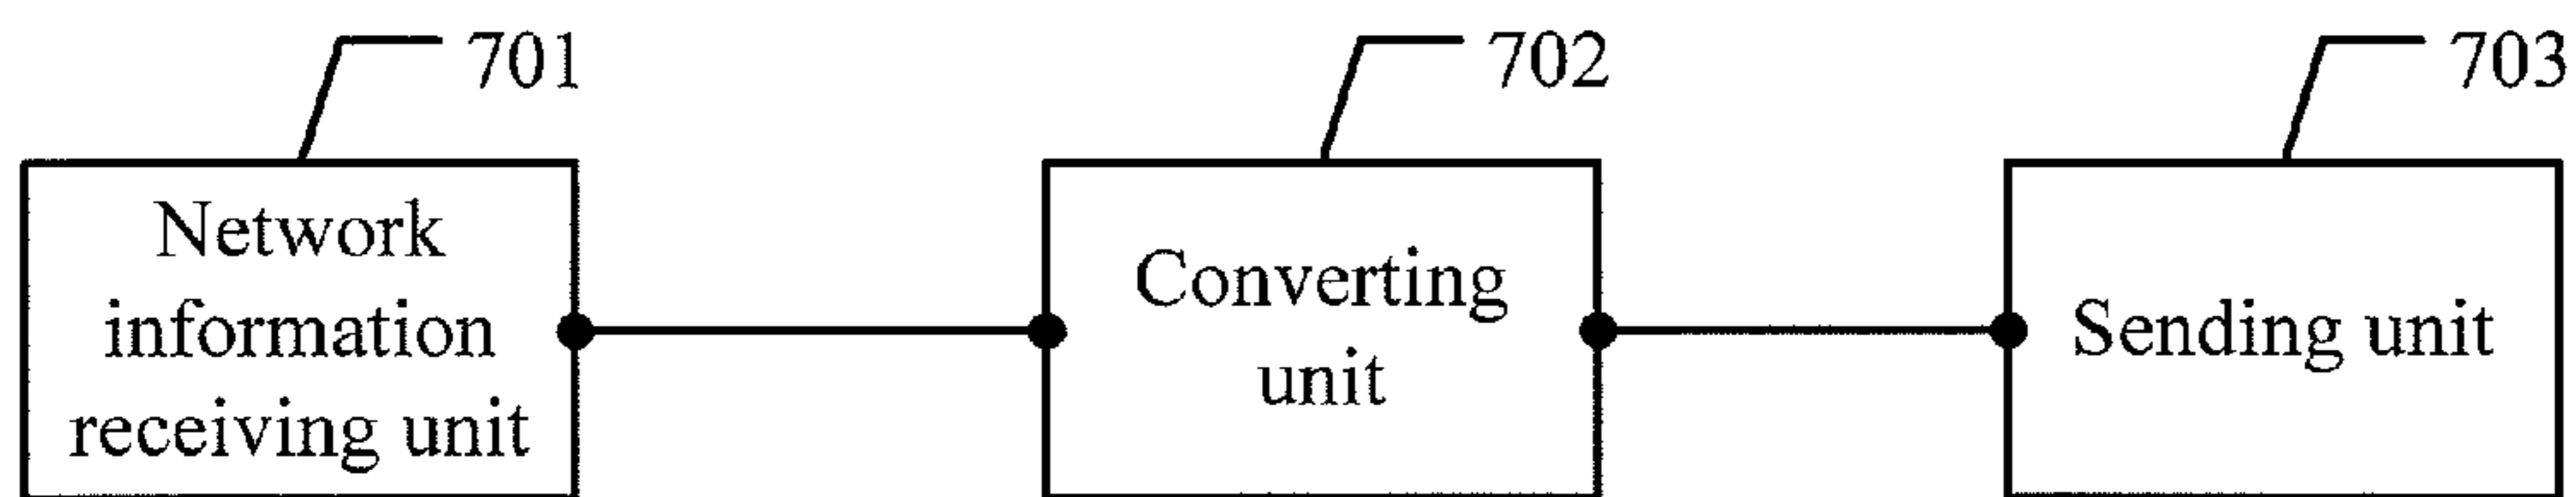 701
702
703
Network
information
receiving unit
Converting
unit
Sending unit